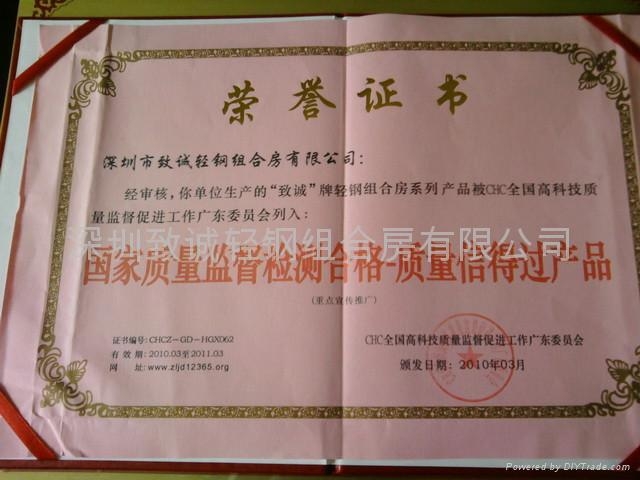 荣誉证书
深圳市致诚轻钢组合房有限公司：
经审核，你单位生产的“致诚”牌轻钢组合房系列产品被CHC全国高科技质
量监督促进工作广东委员会列入：
深圳致诚轻钢组合房有限公司
国家质量监督检测合格-质量信得过产品
(重点宣传推广)
证书编号：CHCZ-GD-HGX062
有 效 期：2010.03至2011.03
网 址：www.zljd12365.org
CHC全国高科技质量监督促进工作广东委员会
颁发日期：2010年03月
Powered by DIYTrade.com